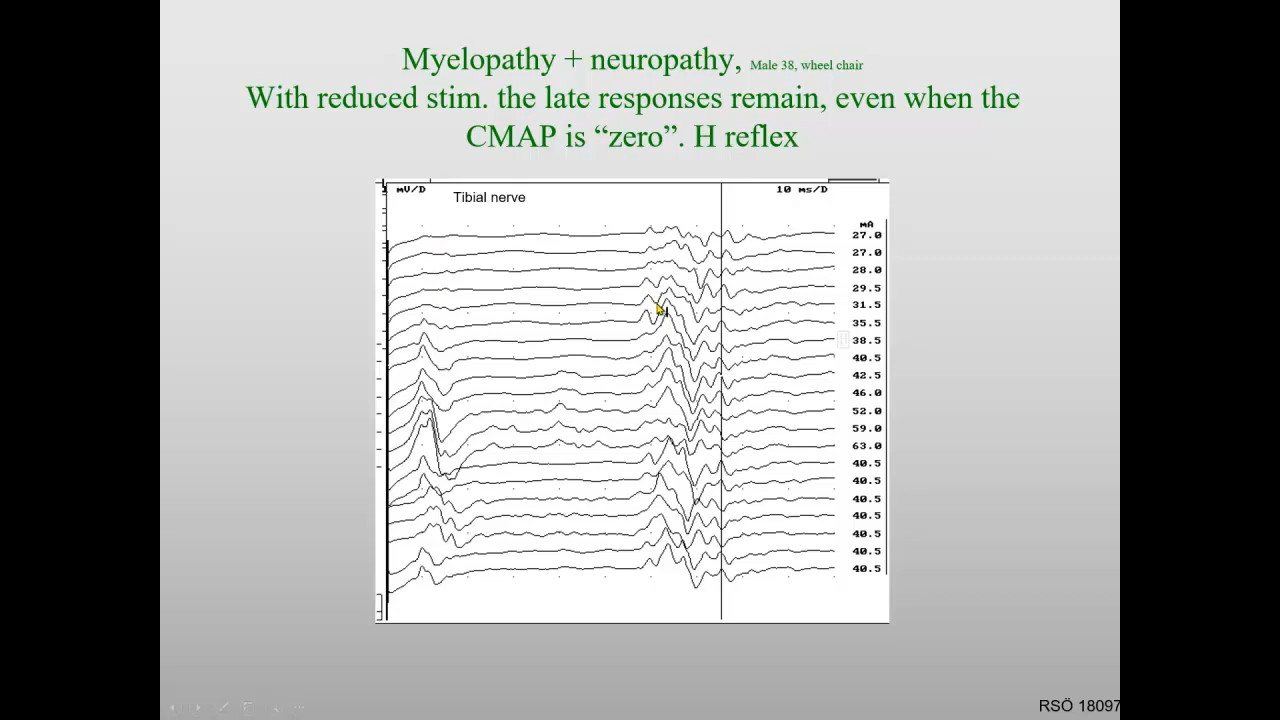 Myelopathy + neuropathy, Male 38, wheel chair
With reduced stim. the late responses remain, even when the
CMAP is “zero”. H reflex
1 mV/D
Tibial nerve
10 ms/D
mA
27.0
27.0
28.0
29.5
31.5
35.5
38.5
40.5
42.5
46.0
52.0
59.0
63.0
40.5
40.5
40.5
40.5
40.5
40.5
40.5
RSÖ 18097